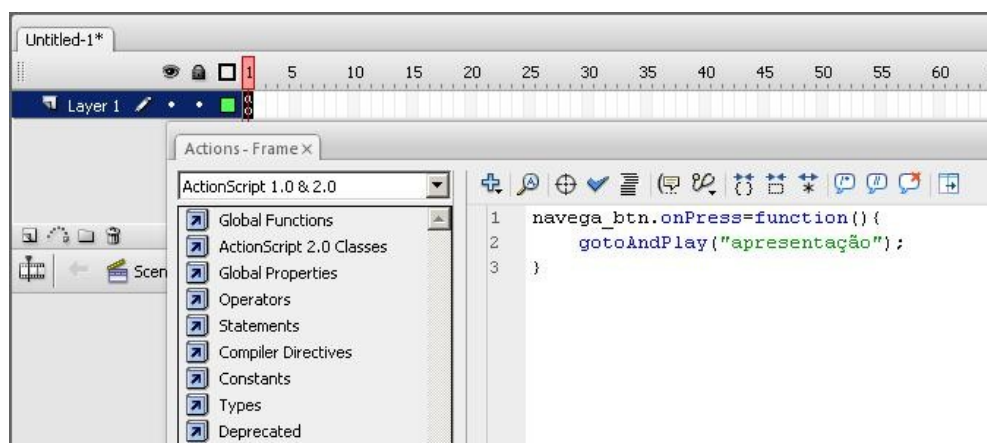 Untitled-1*
1 5 10 15 20 25 30 35 40 45 50 55 60
Layer 1
Actions - Frame ×
ActionScript 1.0 & 2.0
Global Functions
ActionScript 2.0 Classes
Global Properties
Operators
Statements
Compiler Directives
Constants
Types
Deprecated
1 navega_btn.onPress=function(){
2 gotoAndPlay("apresentação");
3 }
Scen